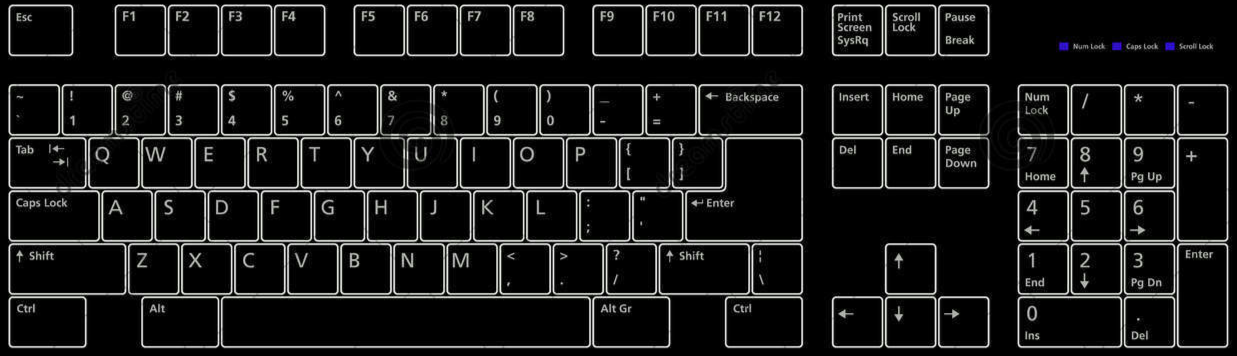 Esc F1 F2 F3 F4 F5 F6 F7 F8 F9 F10 F11 F12 Print Screen SysRq Scroll Lock Pause Break
Num Lock Caps Lock Scroll Lock
~ ` ! 1 @ 2 # 3 $ 4 % 5 ^ 6 & 7 * 8 ( 9 ) 0 _ - + = ← Backspace Insert Home Page Up Num Lock / * -
Tab |← →| Q W E R T Y U I O P { [ } ] Del End Page Down 7 Home 8 ↑ 9 Pg Up +
Caps Lock A S D F G H J K L : ; " ' ↵ Enter 4 ← 5 6 →
↑ Shift Z X C V B N M < , > . ? / ↑ Shift ¦ \ ↑ 1 End 2 ↓ 3 Pg Dn Enter
Ctrl Alt Alt Gr Ctrl ← ↓ → 0 Ins . Del